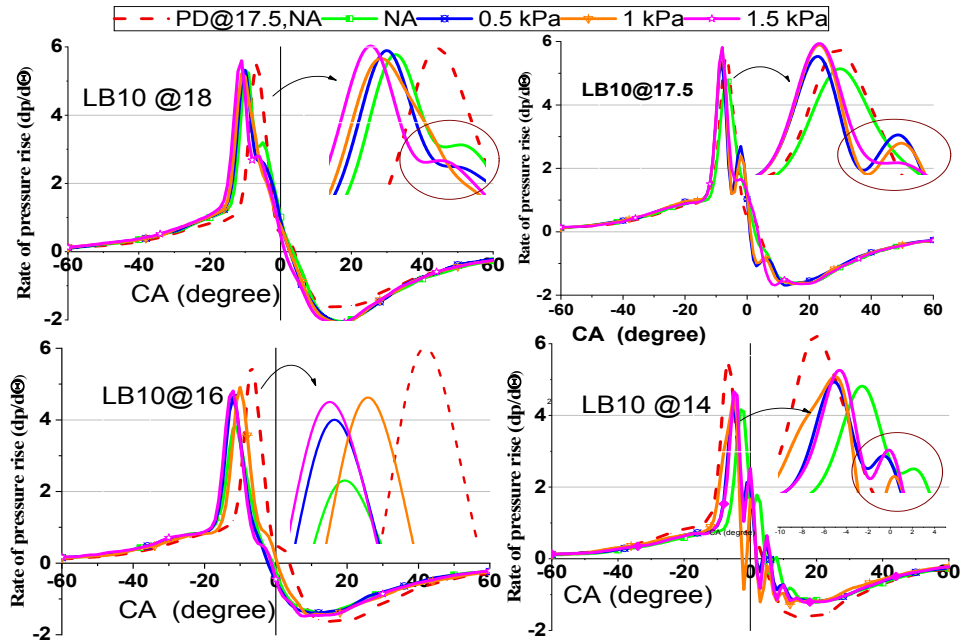 PD@17.5,NA NA 0.5 kPa 1 kPa 1.5 kPa
Rate of pressure rise (dp/dΘ)
6
4
2
0
-2
LB10 @18
-60 -40 -20 0 20 40 60
CA (degree)
Rate of pressure rise (dp/dΘ)
6
4
2
0
-2
LB10@17.5
-60 -40 -20 0 20 40 60
CA (degree)
Rate of pressure rise (dp/dΘ)
6
4
2
0
-2
LB10@16
-60 -40 -20 0 20 40 60
CA (degree)
Rate of pressure rise (dp/dΘ)
6
4
2
0
-2
2
LB10 @14
-10 -8 -6 -4 -2 0 2 4
CA (degree)
-60 -40 -20 0 20 40 60
CA (degree)